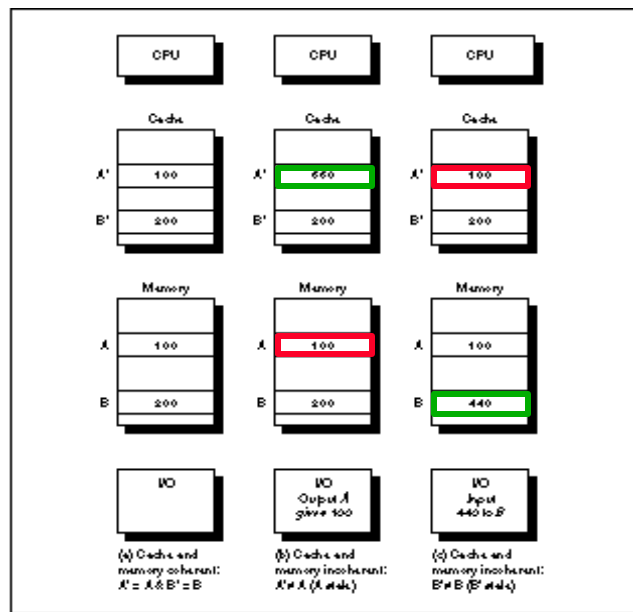 CPU
CPU
CPU
Cache
Cache
Cache
A' 100
A'
A' 100
B' 200
B' 200
B' 200
Memory
Memory
Memory
A 100
A 100
A 100
B 200
B 200
B 440
I/O
I/O
Output A
gives 100
I/O
Input
440 to B
(a) Cache and
memory coherent:
A' = A & B' = B
(b) Cache and
memory incoherent:
A' ≠ A (A stale)
(c) Cache and
memory incoherent:
B' ≠ B (B' stale)